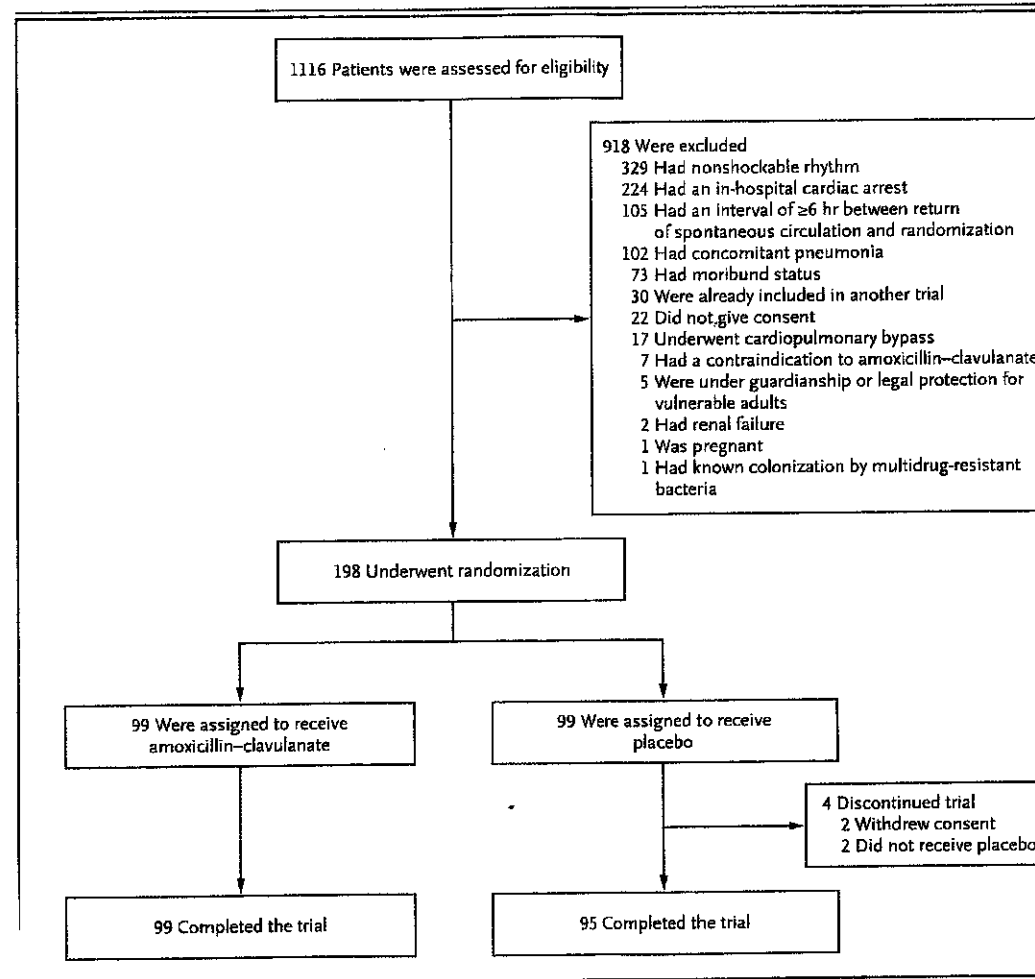 1116 Patients were assessed for eligibility
918 Were excluded
329 Had nonshockable rhythm
224 Had an in-hospital cardiac arrest
105 Had an interval of ≥6 hr between return
of spontaneous circulation and randomization
102 Had concomitant pneumonia
73 Had moribund status
30 Were already included in another trial
22 Did not give consent
17 Underwent cardiopulmonary bypass
7 Had a contraindication to amoxicillin–clavulanate
5 Were under guardianship or legal protection for
vulnerable adults
2 Had renal failure
1 Was pregnant
1 Had known colonization by multidrug-resistant
bacteria
198 Underwent randomization
99 Were assigned to receive
amoxicillin–clavulanate
99 Were assigned to receive
placebo
4 Discontinued trial
2 Withdrew consent
2 Did not receive placebo
99 Completed the trial
95 Completed the trial